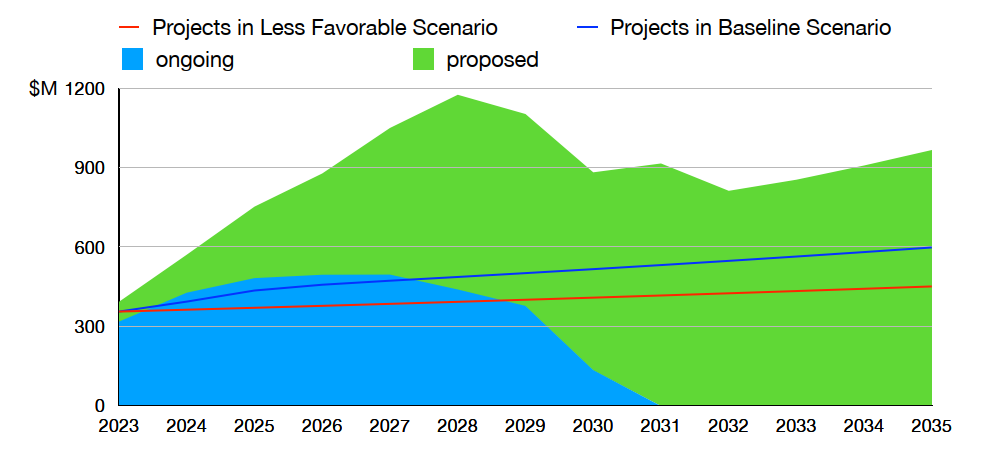 Projects in Less Favorable Scenario Projects in Baseline Scenario
ongoing proposed
$M 1200
900
600
300
0
2023 2024 2025 2026 2027 2028 2029 2030 2031 2032 2033 2034 2035